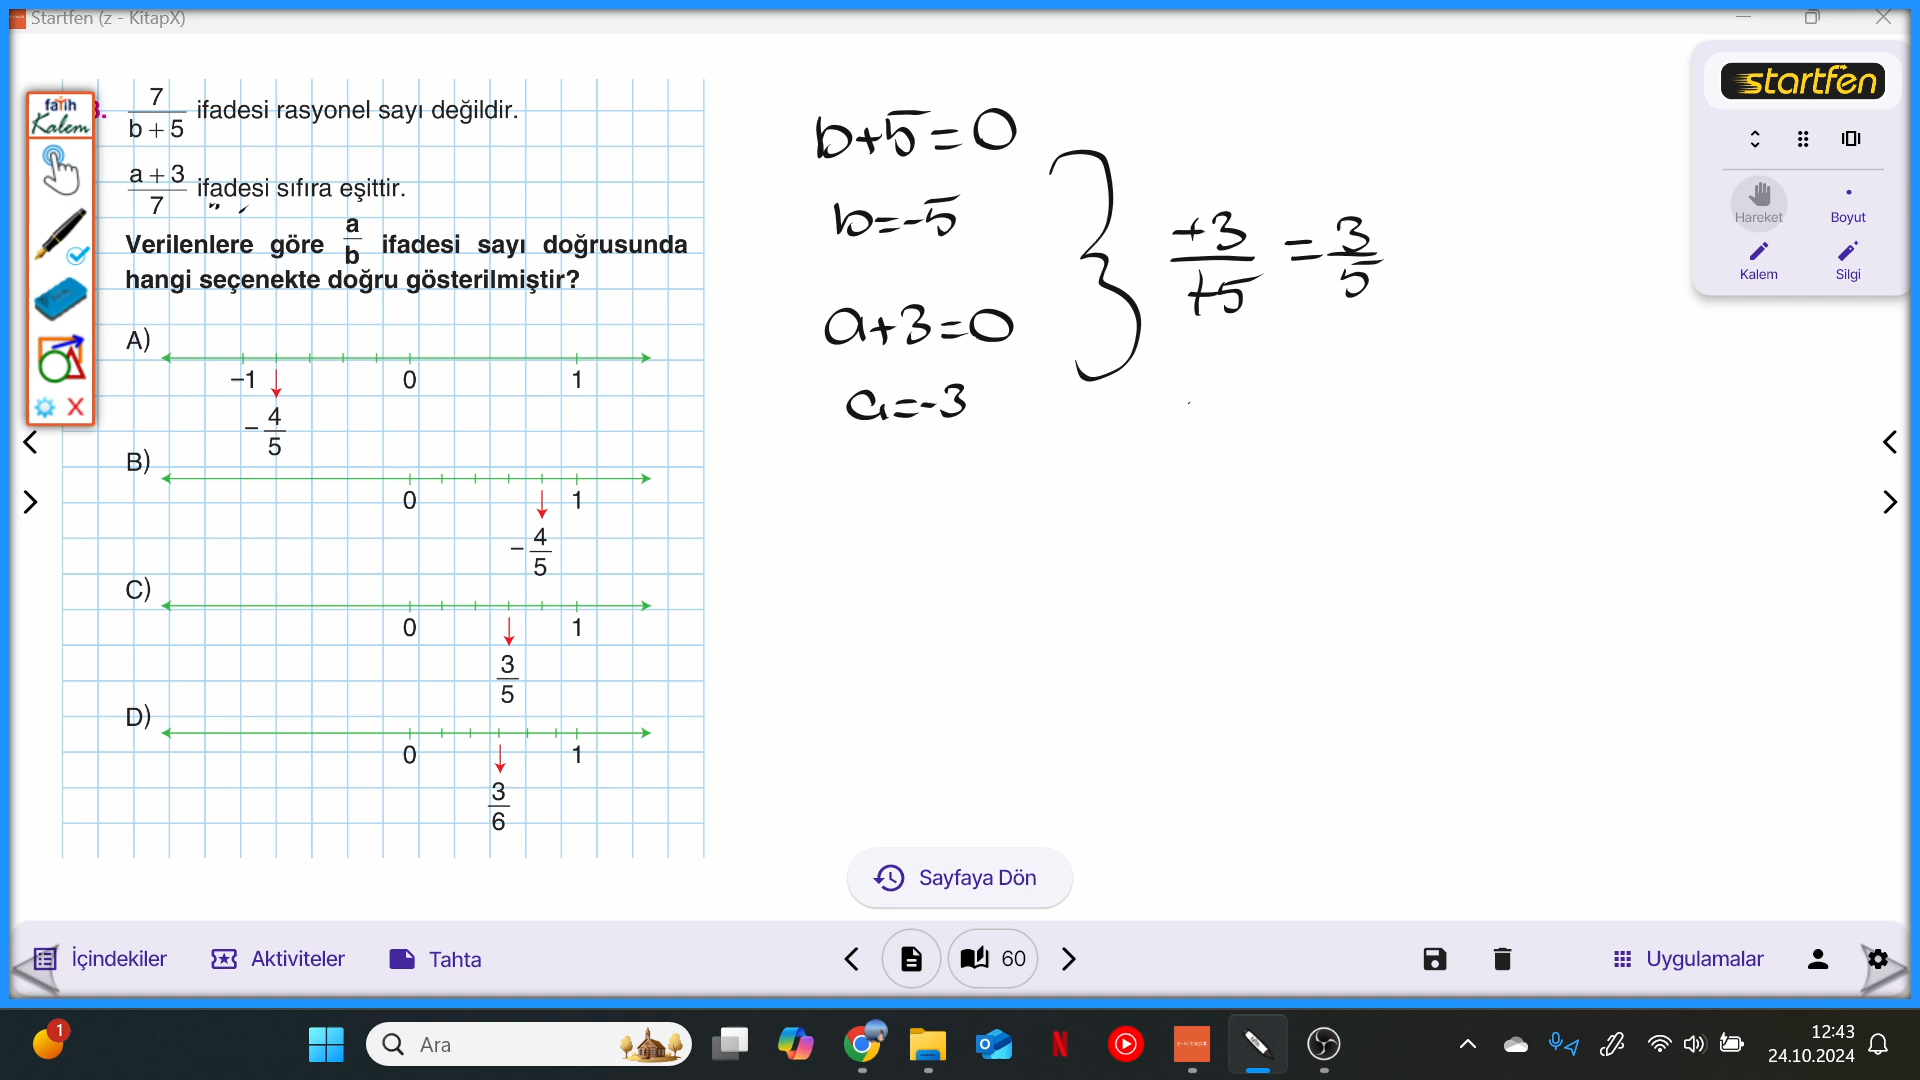 Startfen (z - KitapX)
fatih
Kalem
3.
7
b + 5
ifadesi rasyonel sayı değildir.
a + 3
7
ifadesi sıfıra eşittir.
Verilenlere göre a/b ifadesi sayı doğrusunda
hangi seçenekte doğru gösterilmiştir?
A)
−1 0 1
− 4/5
B)
0 1
− 4/5
C)
0 1
3/5
D)
0 1
3/6
b+5=0
b=-5
a+3=0
a=-3
+3/+5 = 3/5
startfen
Hareket
Boyut
Kalem
Silgi
Sayfaya Dön
İçindekiler
Aktiviteler
Tahta
60
Uygulamalar
1
Ara
N
z-KitapX
12:43
24.10.2024